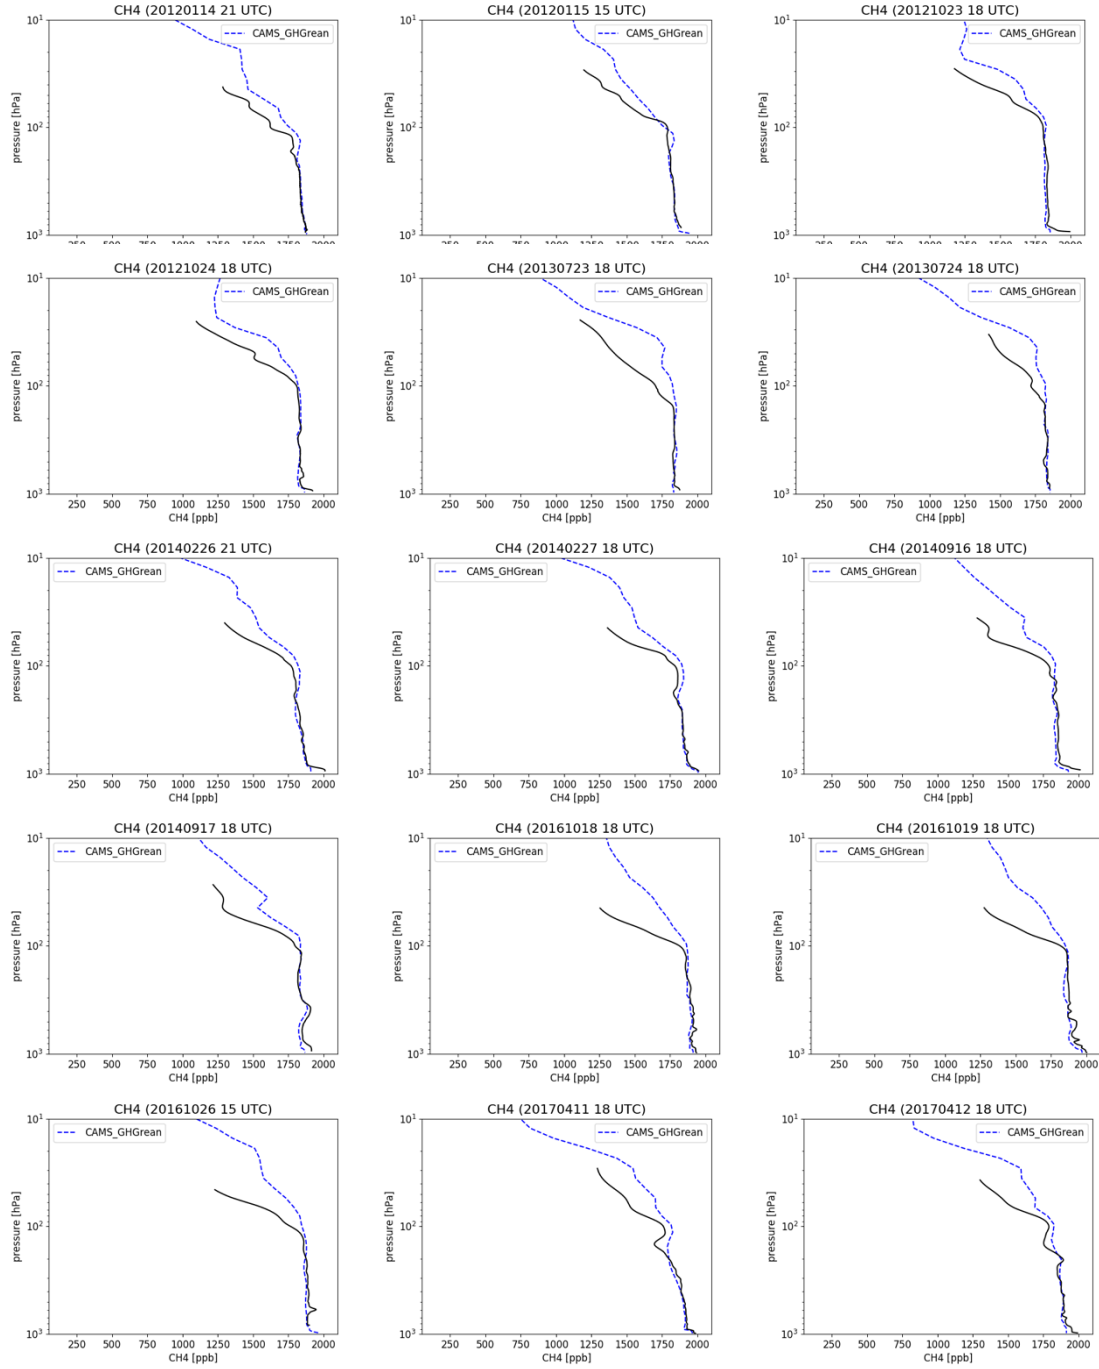 CH4 (20120114 21 UTC)
10¹
CAMS_GHGrean
pressure [hPa]
10²
10³
250 500 750 1000 1250 1500 1750 2000
CH4 (20120115 15 UTC)
10¹
CAMS_GHGrean
pressure [hPa]
10²
10³
250 500 750 1000 1250 1500 1750 2000
CH4 (20121023 18 UTC)
10¹
CAMS_GHGrean
pressure [hPa]
10²
10³
250 500 750 1000 1250 1500 1750 2000
CH4 (20121024 18 UTC)
10¹
CAMS_GHGrean
pressure [hPa]
10²
10³
250 500 750 1000 1250 1500 1750 2000
CH4 [ppb]
CH4 (20130723 18 UTC)
10¹
CAMS_GHGrean
pressure [hPa]
10²
10³
250 500 750 1000 1250 1500 1750 2000
CH4 [ppb]
CH4 (20130724 18 UTC)
10¹
CAMS_GHGrean
pressure [hPa]
10²
10³
250 500 750 1000 1250 1500 1750 2000
CH4 [ppb]
CH4 (20140226 21 UTC)
10¹
CAMS_GHGrean
pressure [hPa]
10²
10³
250 500 750 1000 1250 1500 1750 2000
CH4 [ppb]
CH4 (20140227 18 UTC)
10¹
CAMS_GHGrean
pressure [hPa]
10²
10³
250 500 750 1000 1250 1500 1750 2000
CH4 [ppb]
CH4 (20140916 18 UTC)
10¹
CAMS_GHGrean
pressure [hPa]
10²
10³
250 500 750 1000 1250 1500 1750 2000
CH4 [ppb]
CH4 (20140917 18 UTC)
10¹
CAMS_GHGrean
pressure [hPa]
10²
10³
250 500 750 1000 1250 1500 1750 2000
CH4 [ppb]
CH4 (20161018 18 UTC)
10¹
CAMS_GHGrean
pressure [hPa]
10²
10³
250 500 750 1000 1250 1500 1750 2000
CH4 [ppb]
CH4 (20161019 18 UTC)
10¹
CAMS_GHGrean
pressure [hPa]
10²
10³
250 500 750 1000 1250 1500 1750 2000
CH4 [ppb]
CH4 (20161026 15 UTC)
10¹
CAMS_GHGrean
pressure [hPa]
10²
10³
250 500 750 1000 1250 1500 1750 2000
CH4 [ppb]
CH4 (20170411 18 UTC)
10¹
CAMS_GHGrean
pressure [hPa]
10²
10³
250 500 750 1000 1250 1500 1750 2000
CH4 [ppb]
CH4 (20170412 18 UTC)
10¹
CAMS_GHGrean
pressure [hPa]
10²
10³
250 500 750 1000 1250 1500 1750 2000
CH4 [ppb]